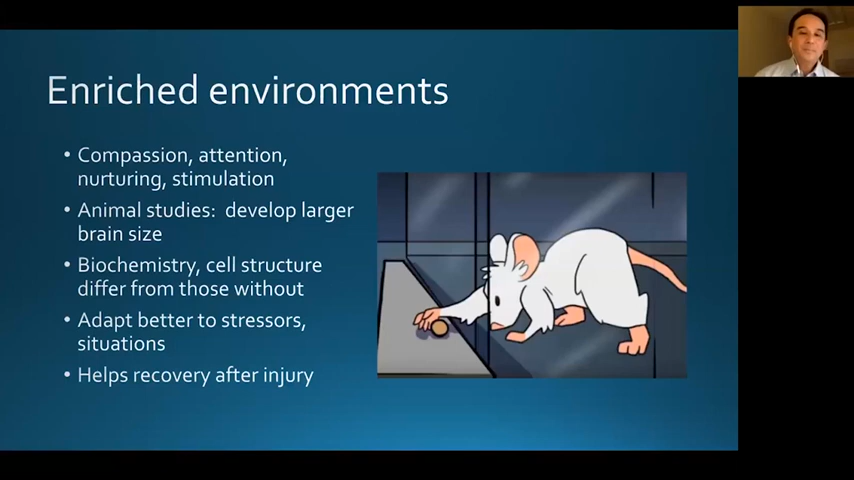 Enriched environments
• Compassion, attention,
nurturing, stimulation
• Animal studies:  develop larger
brain size
• Biochemistry, cell structure
differ from those without
• Adapt better to stressors,
situations
• Helps recovery after injury